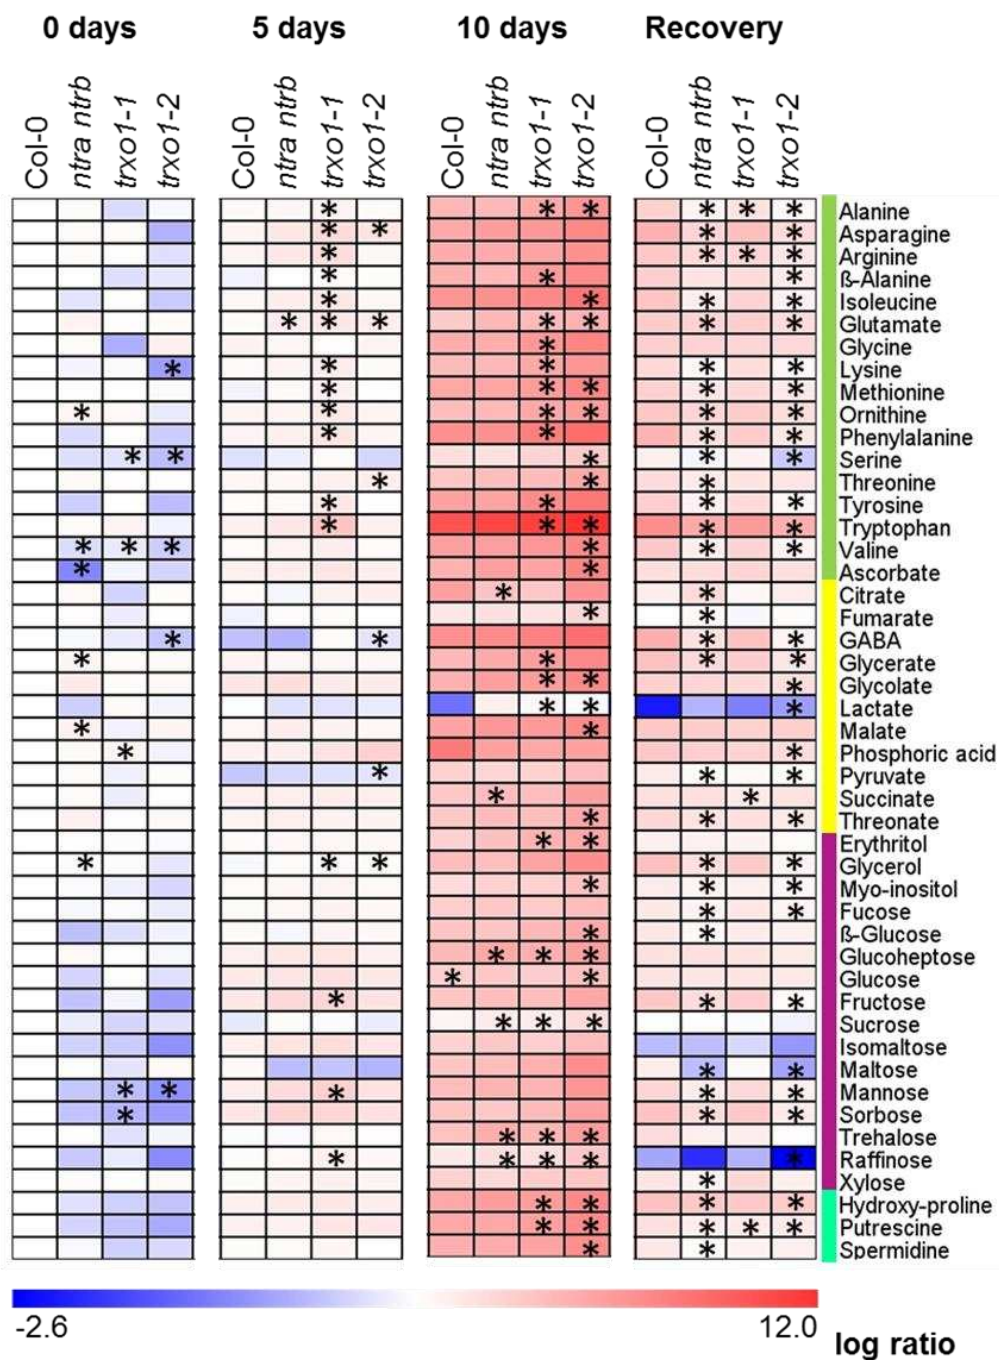 0 days 5 days 10 days Recovery
Col-0 ntra ntrb trxo1-1 trxo1-2 Col-0 ntra ntrb trxo1-1 trxo1-2 Col-0 ntra ntrb trxo1-1 trxo1-2 Col-0 ntra ntrb trxo1-1 trxo1-2
Alanine
Asparagine
Arginine
ß-Alanine
Isoleucine
Glutamate
Glycine
Lysine
Methionine
Ornithine
Phenylalanine
Serine
Threonine
Tyrosine
Tryptophan
Valine
Ascorbate
Citrate
Fumarate
GABA
Glycerate
Glycolate
Lactate
Malate
Phosphoric acid
Pyruvate
Succinate
Threonate
Erythritol
Glycerol
Myo-inositol
Fucose
ß-Glucose
Glucoheptose
Glucose
Fructose
Sucrose
Isomaltose
Maltose
Mannose
Sorbose
Trehalose
Raffinose
Xylose
Hydroxy-proline
Putrescine
Spermidine
-2.6 12.0
log ratio